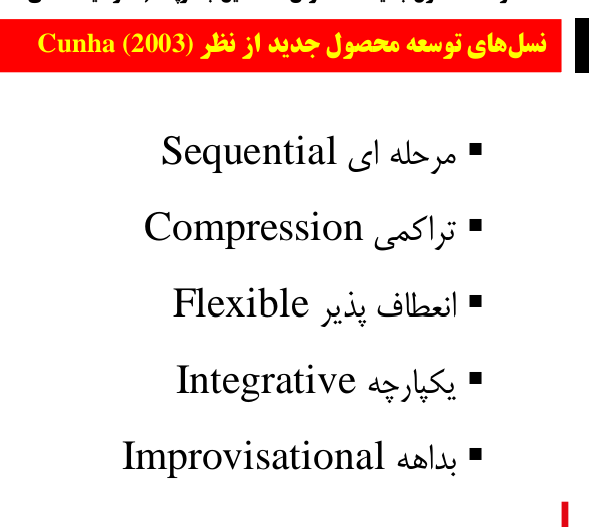 نسل‌های توسعه محصول جدید از نظر Cunha (2003)
▪ مرحله ای Sequential
▪ تراکمی Compression
▪ انعطاف پذیر Flexible
▪ یکپارچه Integrative
▪ بداهه Improvisational